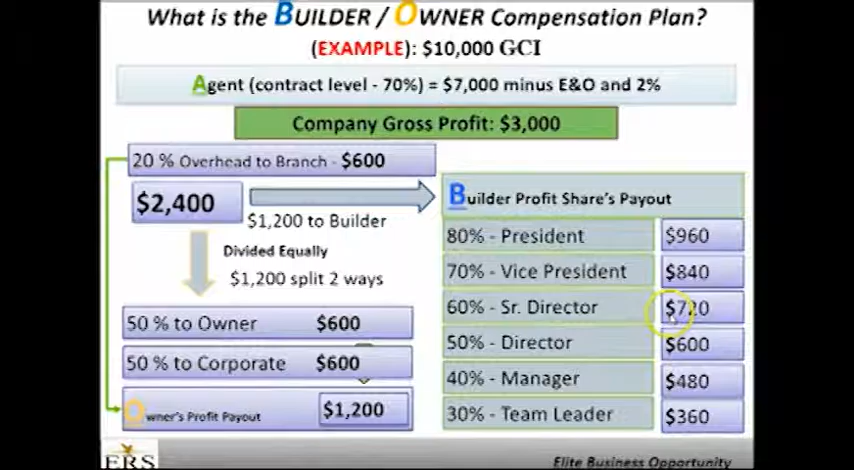 What is the BUILDER / OWNER Compensation Plan?
(EXAMPLE): $10,000 GCI
Agent (contract level - 70%) = $7,000 minus E&O and 2%
Company Gross Profit: $3,000
20 % Overhead to Branch - $600
$2,400
$1,200 to Builder
Divided Equally
$1,200 split 2 ways
50 % to Owner $600
50 % to Corporate $600
Owner's Profit Payout $1,200
Builder Profit Share's Payout
80% - President $960
70% - Vice President $840
60% - Sr. Director $720
50% - Director $600
40% - Manager $480
30% - Team Leader $360
ERS
Elite Business Opportunity